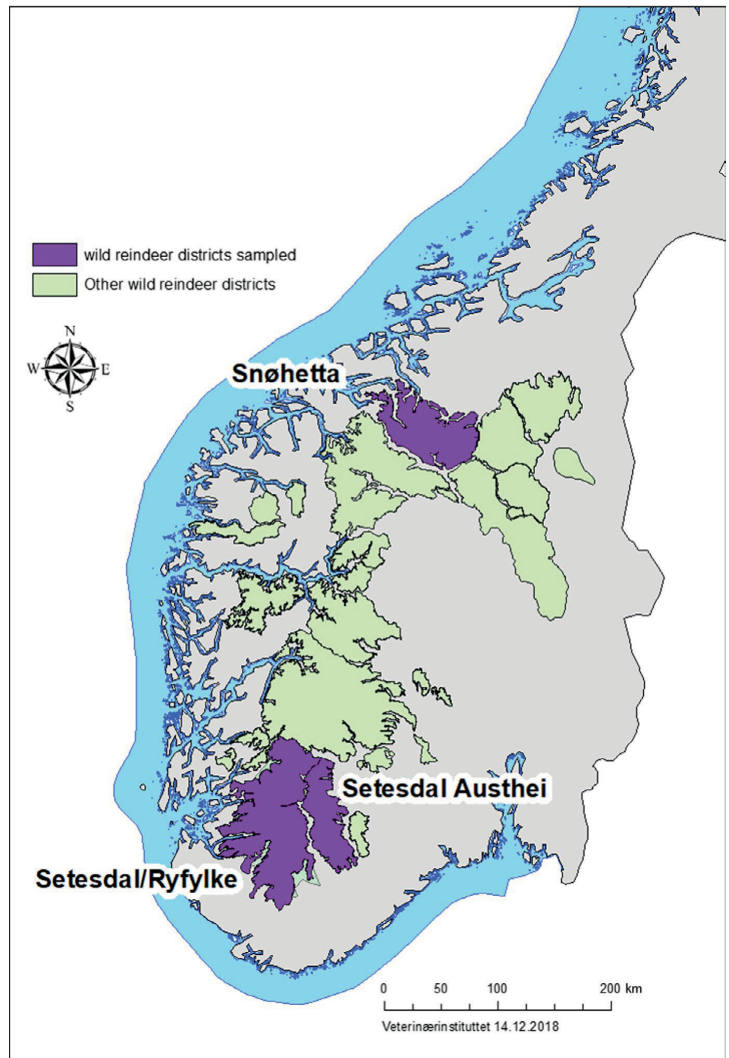 wild reindeer districts sampled
Other wild reindeer districts
N
W E
S
Snøhetta
Setesdal Austhei
Setesdal/Ryfylke
0 50 100 200 km
Veterinærinstituttet 14.12.2018